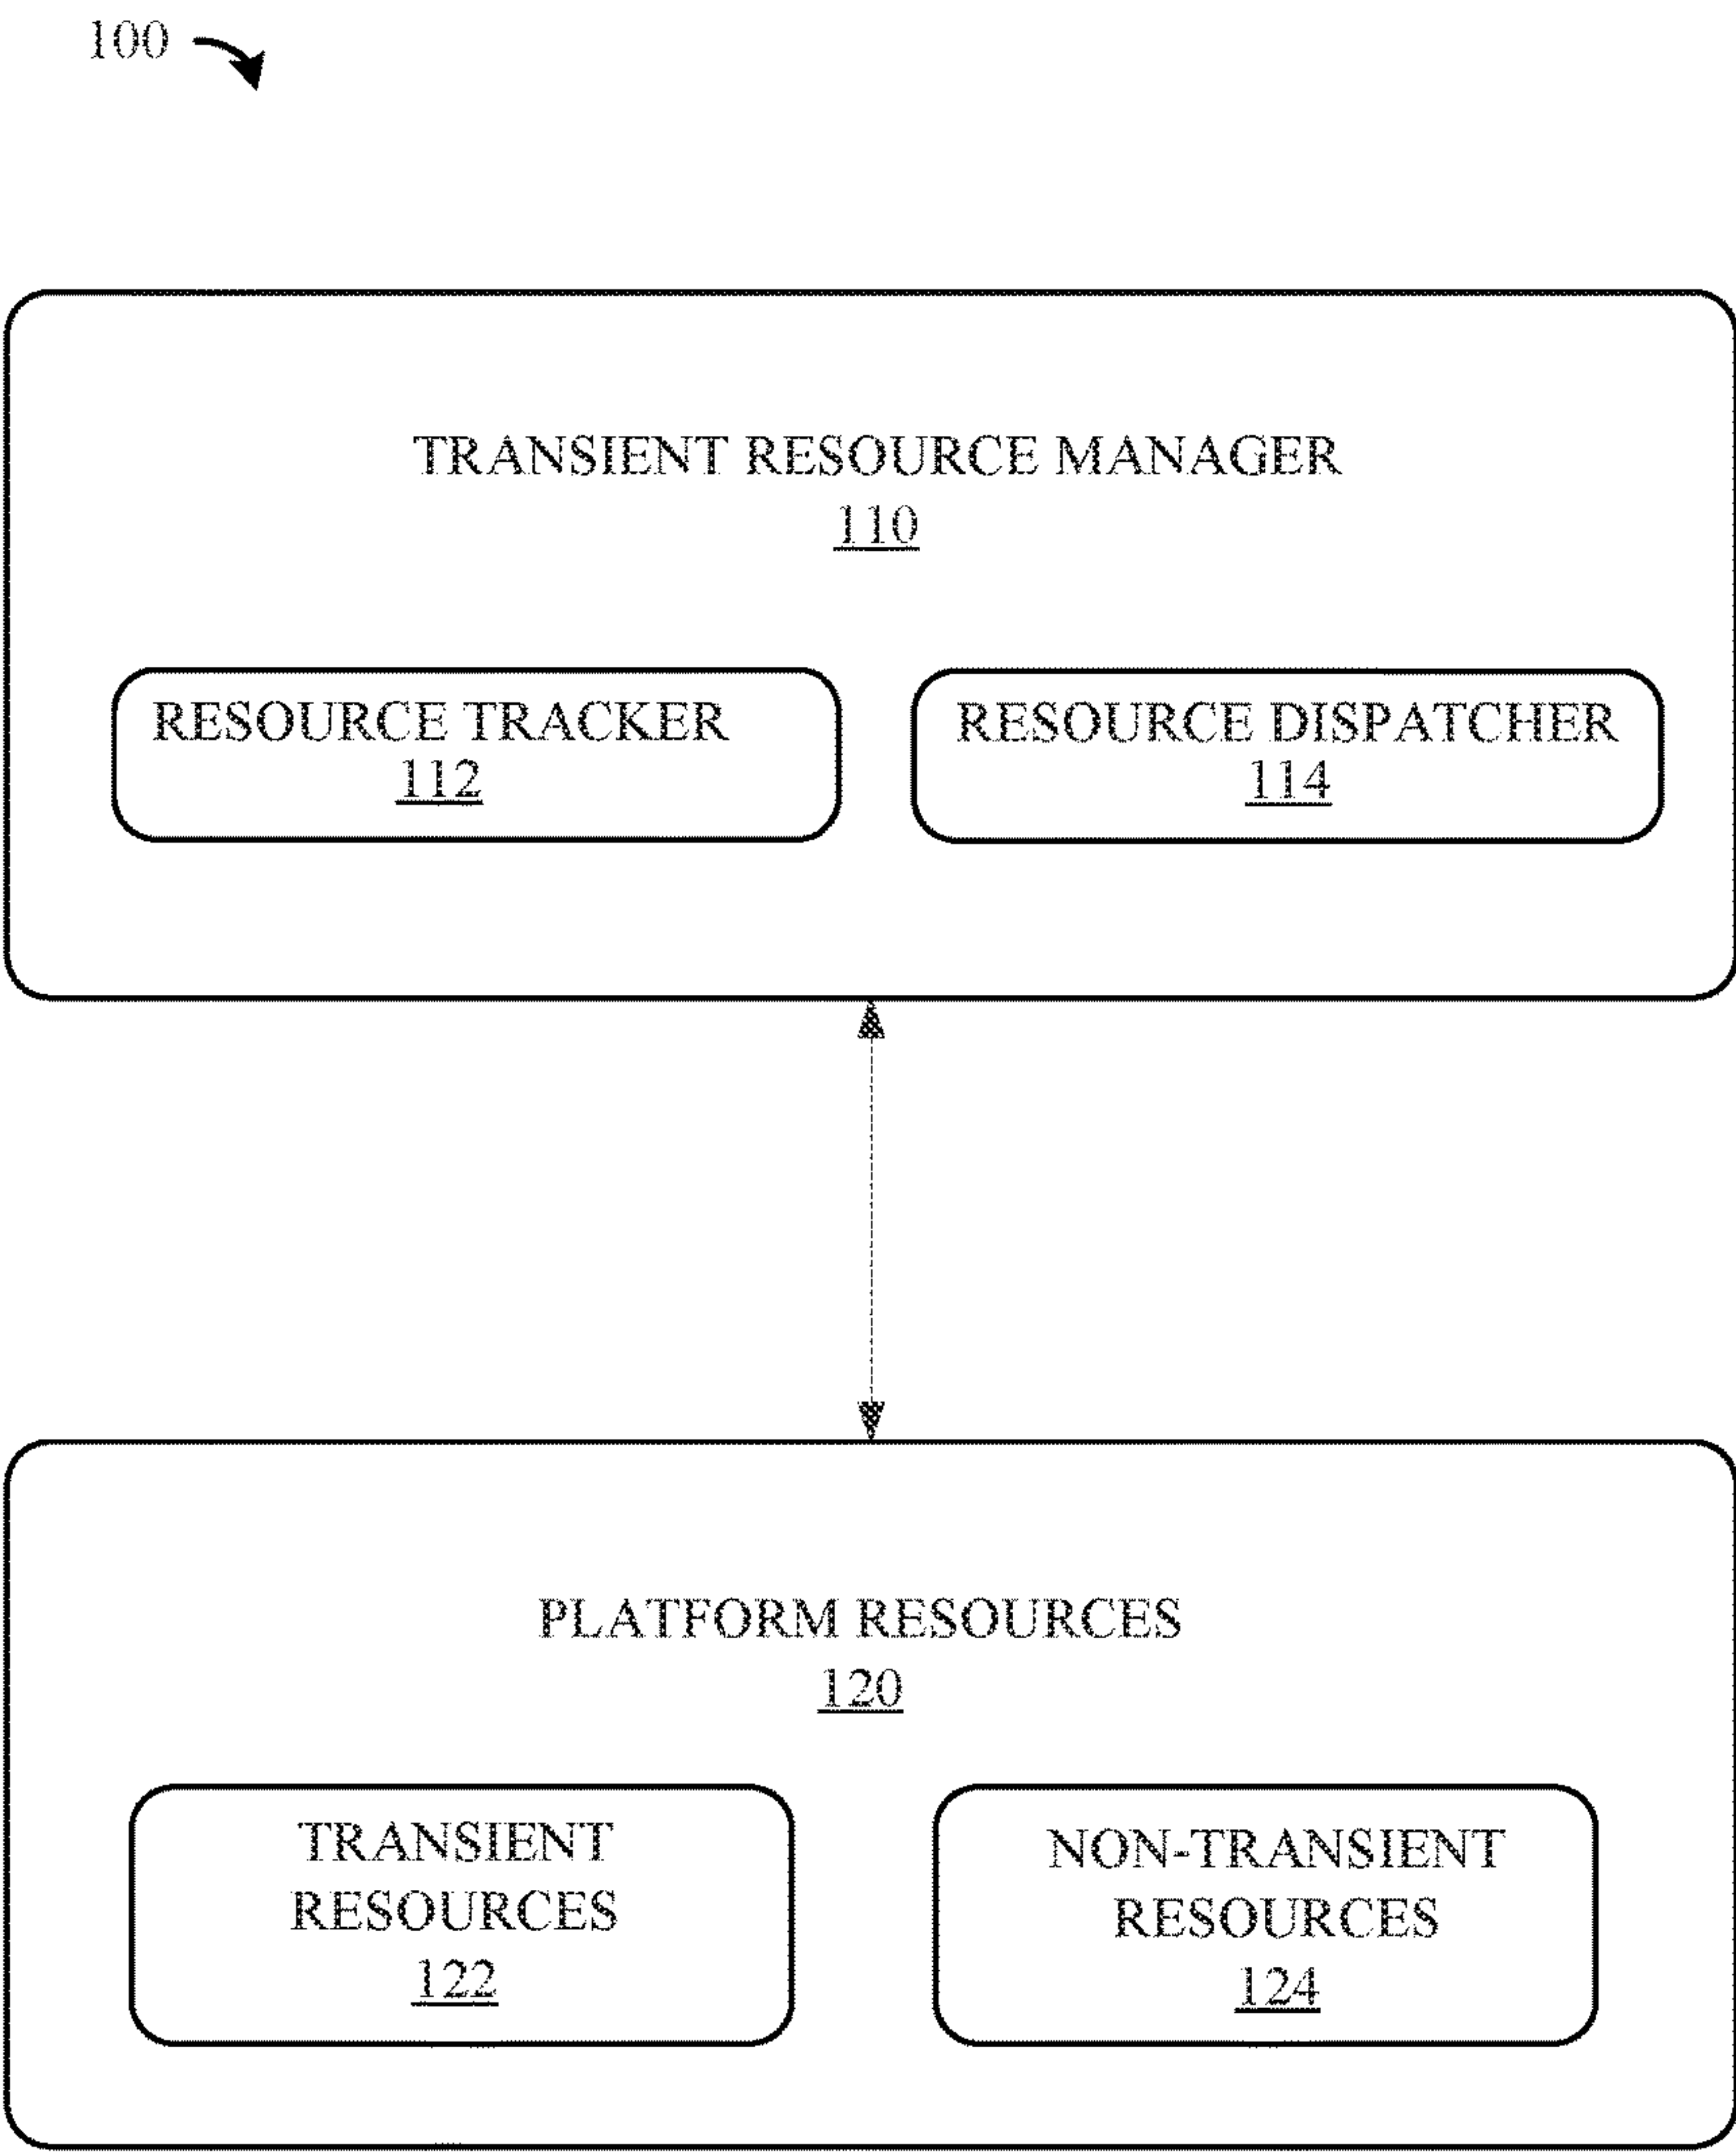 100
TRANSIENT RESOURCE MANAGER
110
RESOURCE TRACKER
112
RESOURCE DISPATCHER
114
PLATFORM RESOURCES
120
TRANSIENT
RESOURCES
122
NON-TRANSIENT
RESOURCES
124